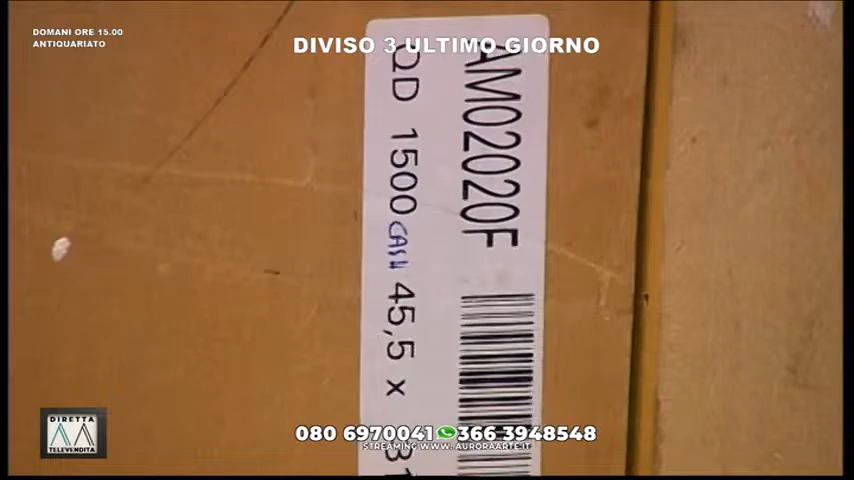 DOMANI ORE 15.00
ANTIQUARIATO
DIVISO 3 ULTIMO GIORNO
AM02020F
QD 1500 CASH 45,5 x 31
DIRETTA
TELEVENDITA
080 6970041 366 3948548
STREAMING WWW. AURORAARTE.IT